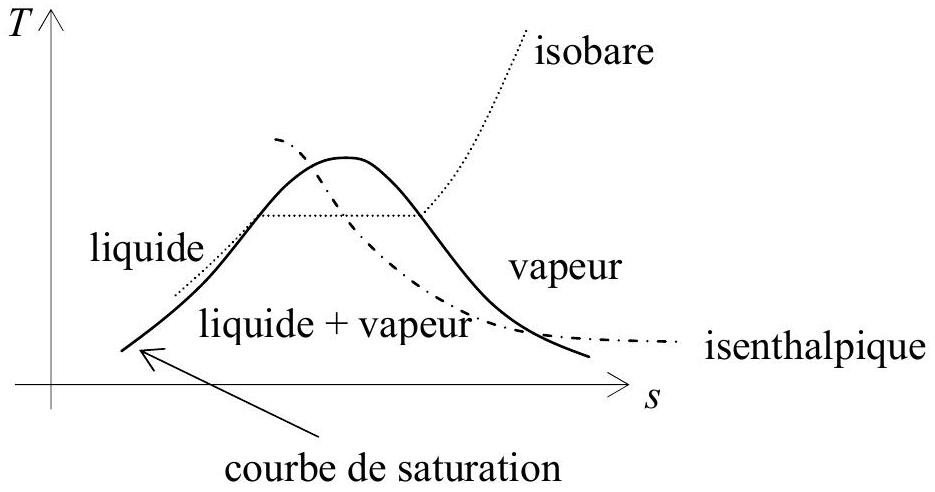 T
isobare
liquide
vapeur
liquide + vapeur
isenthalpique
s
courbe de saturation